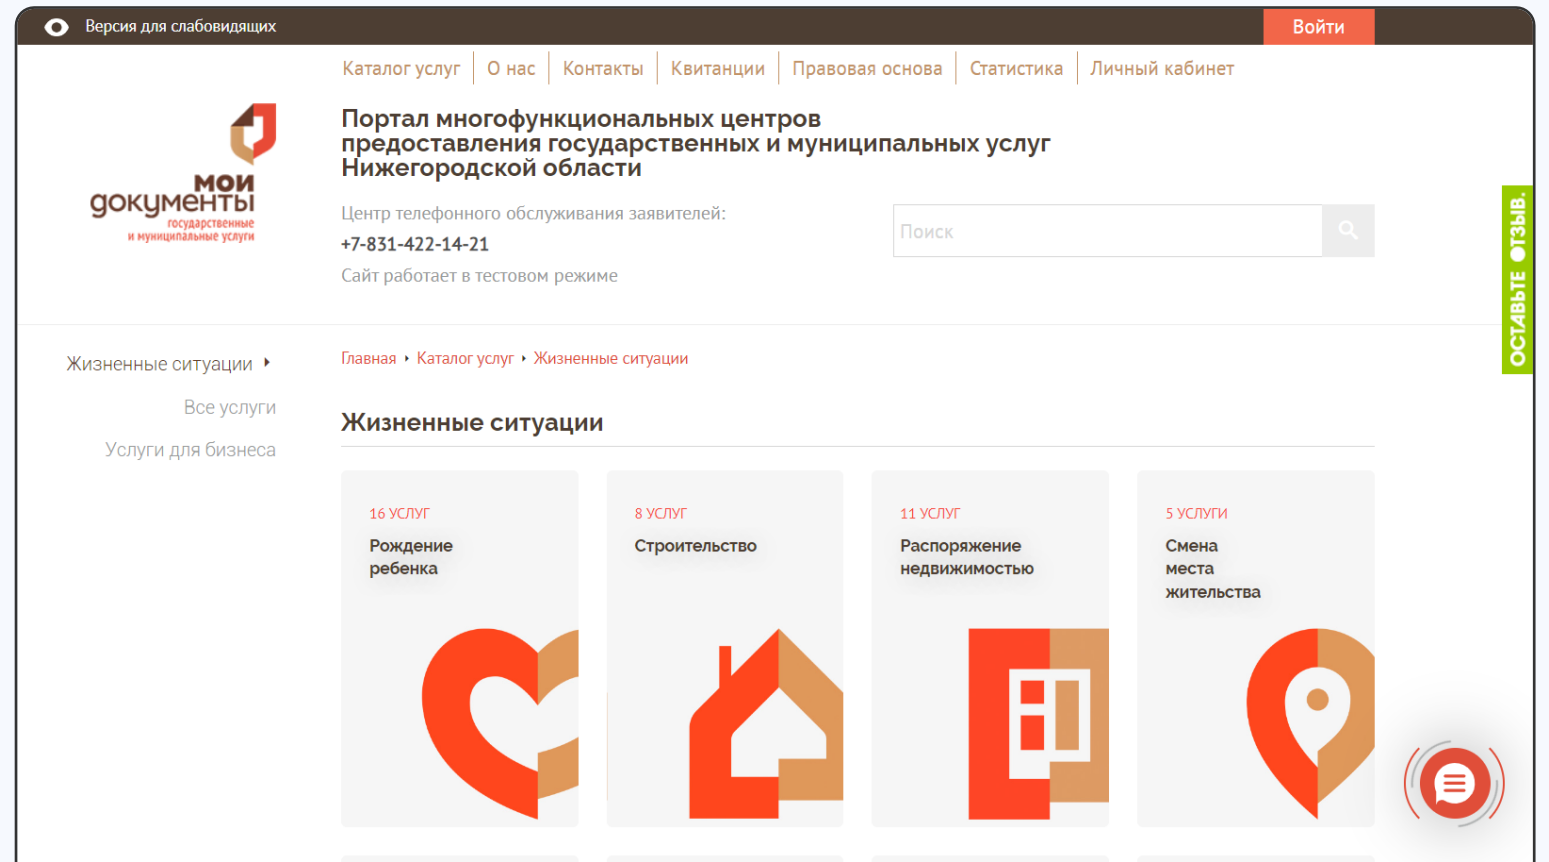 Версия для слабовидящих
Войти
Каталог услуг
О нас
Контакты
Квитанции
Правовая основа
Статистика
Личный кабинет
мои
документы
государственные
и муниципальные услуги
Портал многофункциональных центров
предоставления государственных и муниципальных услуг
Нижегородской области
Центр телефонного обслуживания заявителей:
+7-831-422-14-21
Сайт работает в тестовом режиме
Поиск
ОСТАВЬТЕ ОТЗЫВ.
Жизненные ситуации
Все услуги
Услуги для бизнеса
Главная
Каталог услуг
Жизненные ситуации
Жизненные ситуации
16 УСЛУГ
Рождение
ребенка
8 УСЛУГ
Строительство
11 УСЛУГ
Распоряжение
недвижимостью
5 УСЛУГИ
Смена
места
жительства